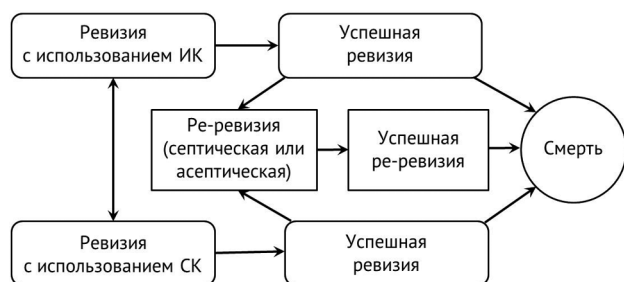 Ревизия
с использованием ИК
Успешная
ревизия
Ре-ревизия
(септическая или
асептическая)
Успешная
ре-ревизия
Смерть
Ревизия
с использованием СК
Успешная
ревизия